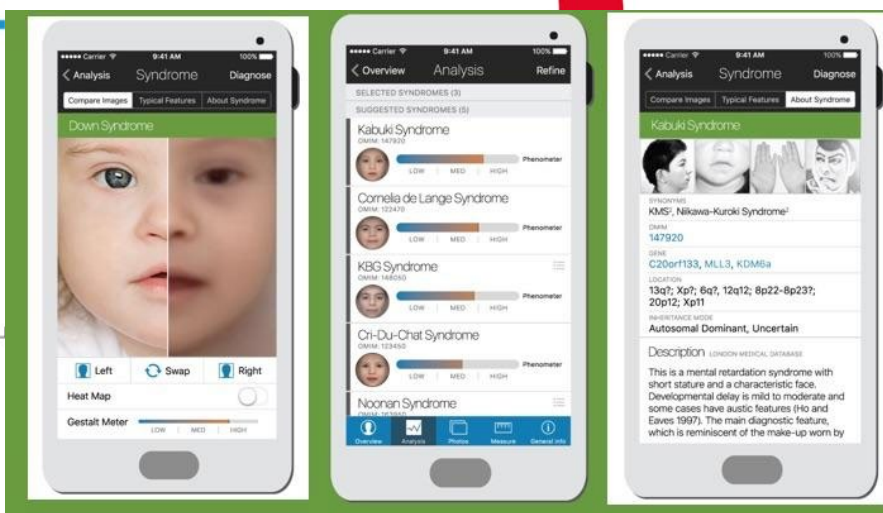 Carrier
9:41 AM
100%
Analysis
Syndrome
Diagnose
Compare Images
Typical Features
About Syndrome
Down Syndrome
Left
Swap
Right
Heat Map
Gestalt Meter
LOW | MED | HIGH
Carrier
9:41 AM
100%
Overview
Analysis
Refine
SELECTED SYNDROMES (3)
SUGGESTED SYNDROMES (5)
Kabuki Syndrome
OMIM: 147920
Phenometer
LOW | MED | HIGH
Cornelia de Lange Syndrome
OMIM: 122470
Phenometer
LOW | MED | HIGH
KBG Syndrome
OMIM: 148050
Phenometer
LOW | MED | HIGH
Cri-Du-Chat Syndrome
OMIM: 123450
Phenometer
LOW | MED | HIGH
Noonan Syndrome
OMIM: 163950
Overview
Analysis
Photos
Measure
General info
Carrier
9:41 AM
100%
Analysis
Syndrome
Diagnose
Compare Images
Typical Features
About Syndrome
Kabuki Syndrome
SYNONYMS
KMS², Niikawa-Kuroki Syndrome²
OMIM
147920
GENE
C20orf133, MLL3, KDM6a
LOCATION
13q?; Xp?; 6q?, 12q12; 8p22-8p23?;
20p12; Xp11
INHERITANCE MODE
Autosomal Dominant, Uncertain
Description LONDON MEDICAL DATABASE
This is a mental retardation syndrome with
short stature and a characteristic face.
Developmental delay is mild to moderate and
some cases have austic features (Ho and
Eaves 1997). The main diagnostic feature,
which is reminiscent of the make-up worn by